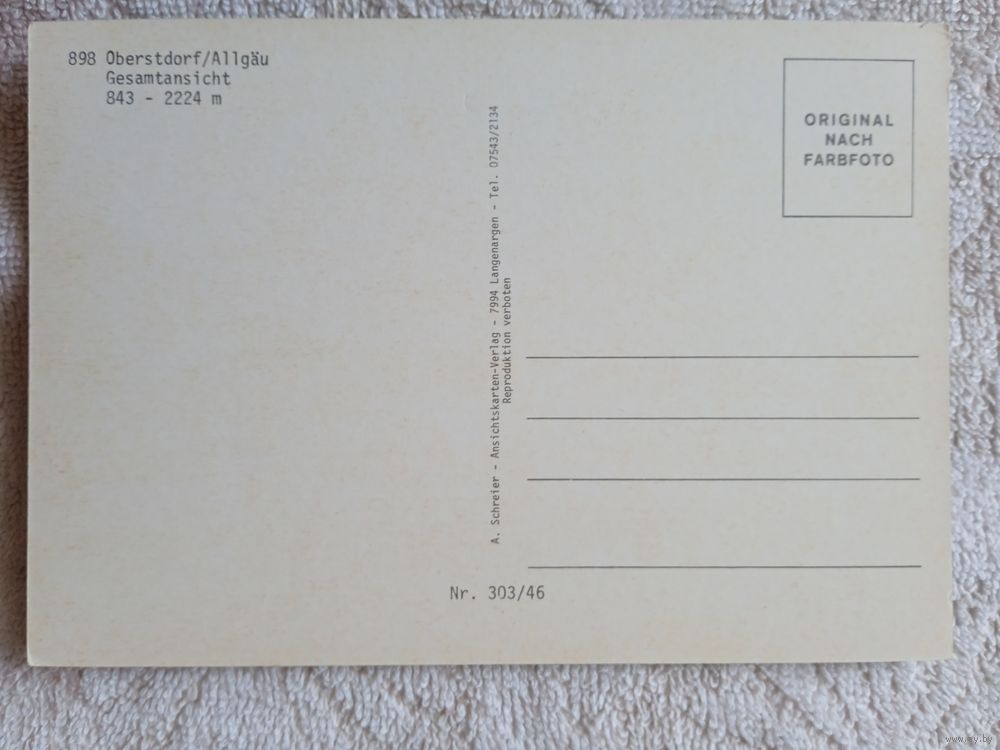 898 Oberstdorf/Allgäu
Gesamtansicht
843 - 2224 m
ORIGINAL
NACH
FARBFOTO
A. Schreier - Ansichtskarten-Verlag - 7994 Langenargen - Tel. 07543/2134
Reproduktion verboten
Nr. 303/46